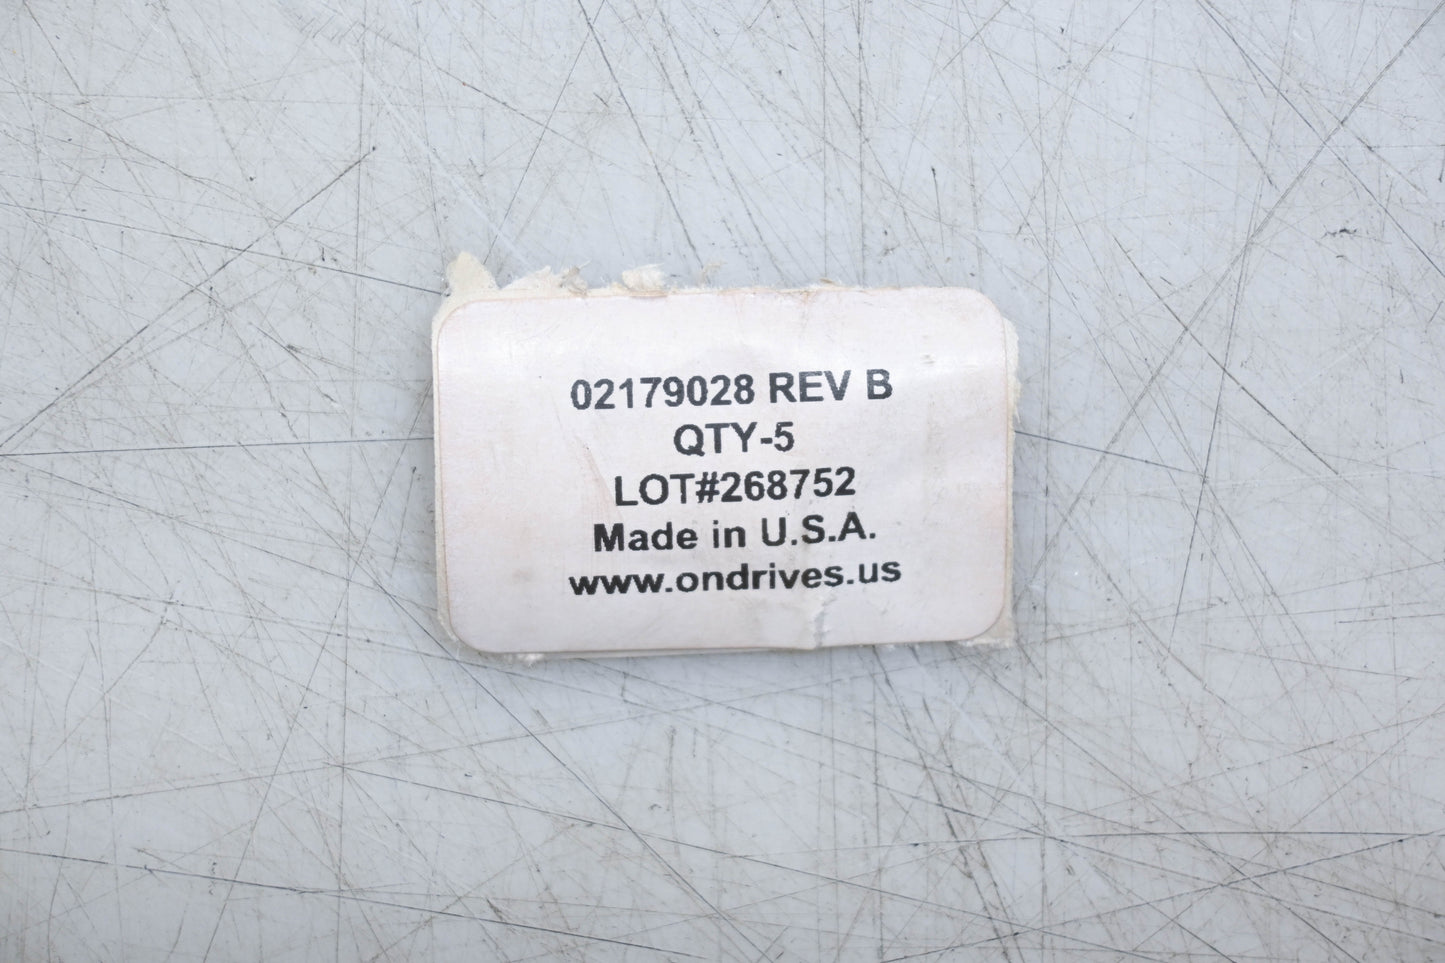 02179028 REV B
QTY-5
LOT#268752
Made in U.S.A.
www.ondrives.us